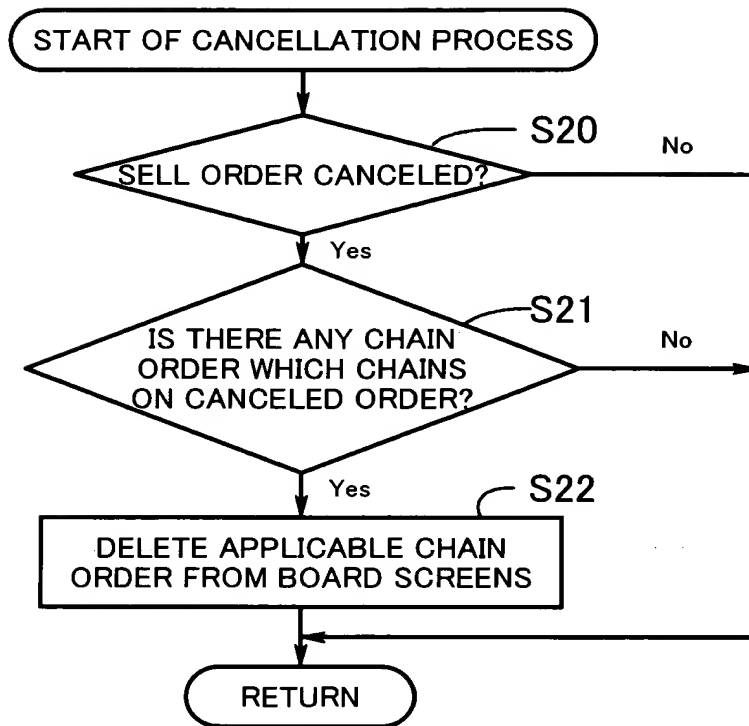 START OF CANCELLATION PROCESS
S20
No
SELL ORDER CANCELED?
Yes
S21
IS THERE ANY CHAIN
ORDER WHICH CHAINS
ON CANCELED ORDER?
No
Yes
S22
DELETE APPLICABLE CHAIN
ORDER FROM BOARD SCREENS
RETURN